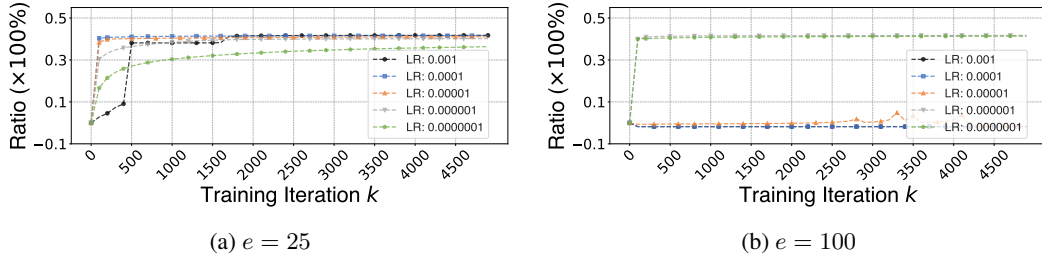 Ratio (×100%)
0.5
0.3
0.1
−0.1
LR: 0.001
LR: 0.0001
LR: 0.00001
LR: 0.000001
LR: 0.0000001
0
500
1000
1500
2000
2500
3000
3500
4000
4500
Training Iteration k
(a) e = 25
Ratio (×100%)
0.5
0.3
0.1
−0.1
LR: 0.001
LR: 0.0001
LR: 0.00001
LR: 0.000001
LR: 0.0000001
0
500
1000
1500
2000
2500
3000
3500
4000
4500
Training Iteration k
(b) e = 100